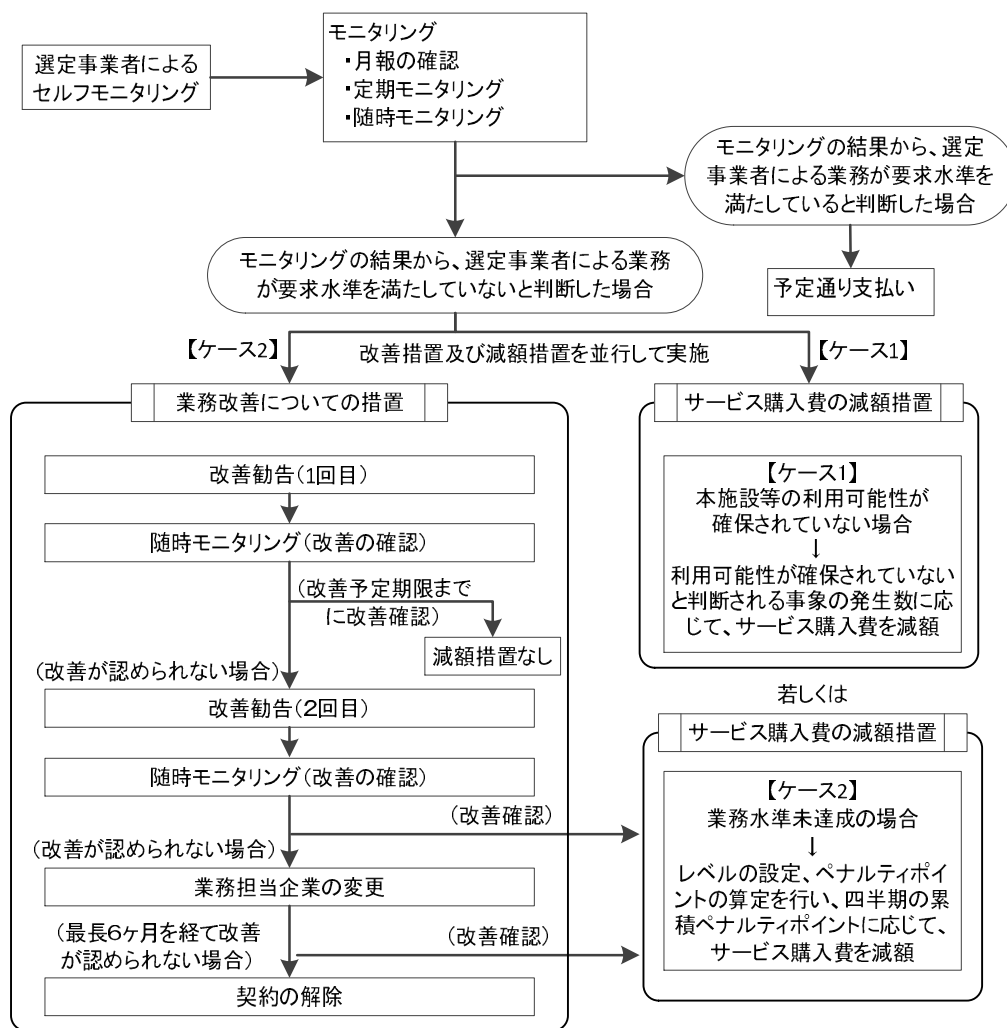 選定事業者による
セルフモニタリング
モニタリング
・月報の確認
・定期モニタリング
・随時モニタリング
モニタリングの結果から、選定
事業者による業務が要求水準を
満たしていると判断した場合
モニタリングの結果から、選定事業者による業務
が要求水準を満たしていないと判断した場合
予定通り支払い
【ケース2】
改善措置及び減額措置を並行して実施
【ケース1】
業務改善についての措置
改善勧告(1回目)
随時モニタリング(改善の確認)
(改善予定期限まで
に改善確認)
減額措置なし
(改善が認められない場合)
改善勧告(2回目)
随時モニタリング(改善の確認)
(改善確認)
(改善が認められない場合)
業務担当企業の変更
(最長6ヶ月を経て改善
が認められない場合)
(改善確認)
契約の解除
サービス購入費の減額措置
【ケース1】
本施設等の利用可能性が
確保されていない場合
↓
利用可能性が確保されていない
と判断される事象の発生数に応
じて、サービス購入費を減額
若しくは
サービス購入費の減額措置
【ケース2】
業務水準未達成の場合
↓
レベルの設定、ペナルティポイ
ントの算定を行い、四半期の累
積ペナルティポイントに応じて、
サービス購入費を減額